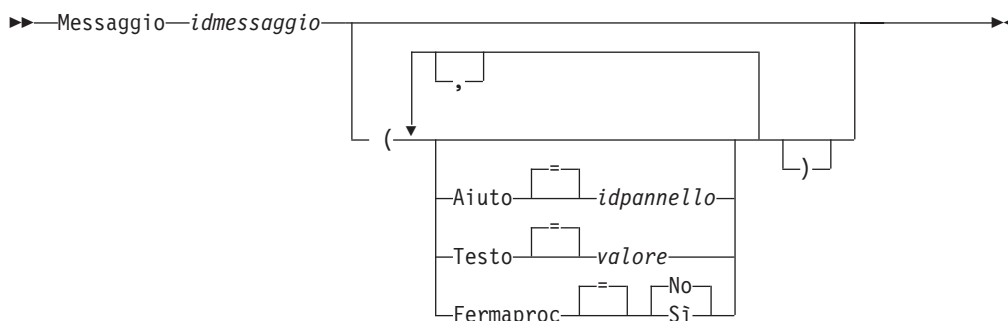 Messaggio idmessaggio
,
(
)
=
Aiuto idpannello
=
Testo valore
= No
Fermaproc Sì